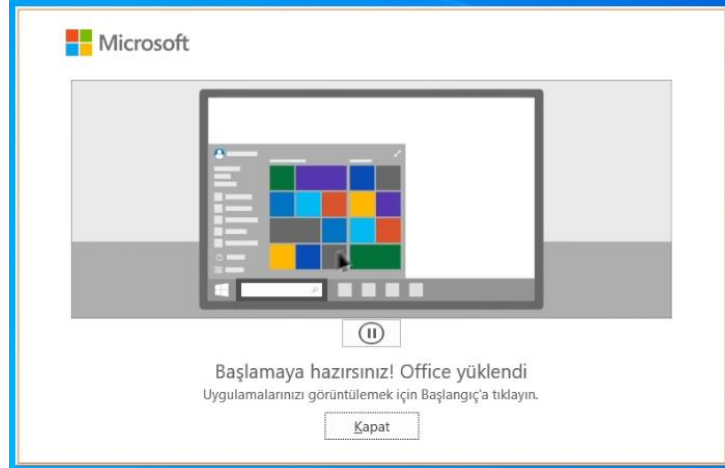 Microsoft
Başlamaya hazırsınız! Office yüklendi
Uygulamalarınızı görüntülemek için Başlangıç'a tıklayın.
Kapat